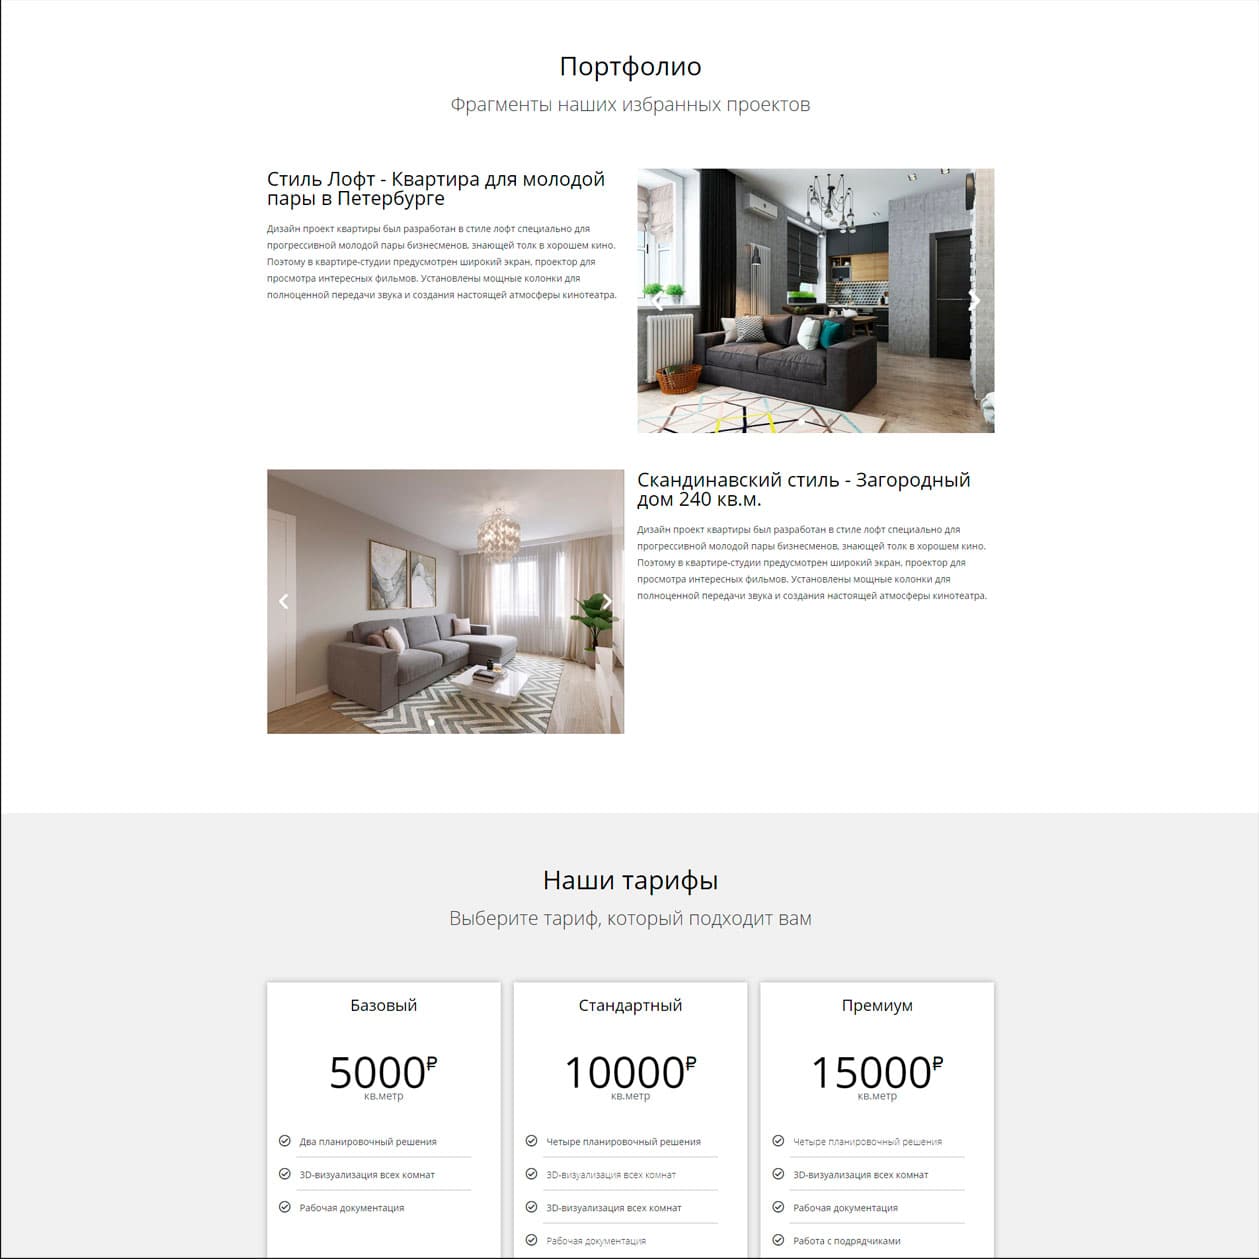 Портфолио
Фрагменты наших избранных проектов
Стиль Лофт - Квартира для молодой
пары в Петербурге
Дизайн проект квартиры был разработан в стиле лофт специально для
прогрессивной молодой пары бизнесменов, знающей толк в хорошем кино.
Поэтому в квартире-студии предусмотрен широкий экран, проектор для
просмотра интересных фильмов. Установлены мощные колонки для
полноценной передачи звука и создания настоящей атмосферы кинотеатра.
Скандинавский стиль - Загородный
дом 240 кв.м.
Дизайн проект квартиры был разработан в стиле лофт специально для
прогрессивной молодой пары бизнесменов, знающей толк в хорошем кино.
Поэтому в квартире-студии предусмотрен широкий экран, проектор для
просмотра интересных фильмов. Установлены мощные колонки для
полноценной передачи звука и создания настоящей атмосферы кинотеатра.
Наши тарифы
Выберите тариф, который подходит вам
Базовый
5000₽
кв.метр
Два планировочный решения
3D-визуализация всех комнат
Рабочая документация
Стандартный
10000₽
кв.метр
Четыре планировочный решения
3D-визуализация всех комнат
3D-визуализация всех комнат
Рабочая документация
Премиум
15000₽
кв.метр
Четыре планировочный решения
3D-визуализация всех комнат
Рабочая документация
Работа с подрядчиками